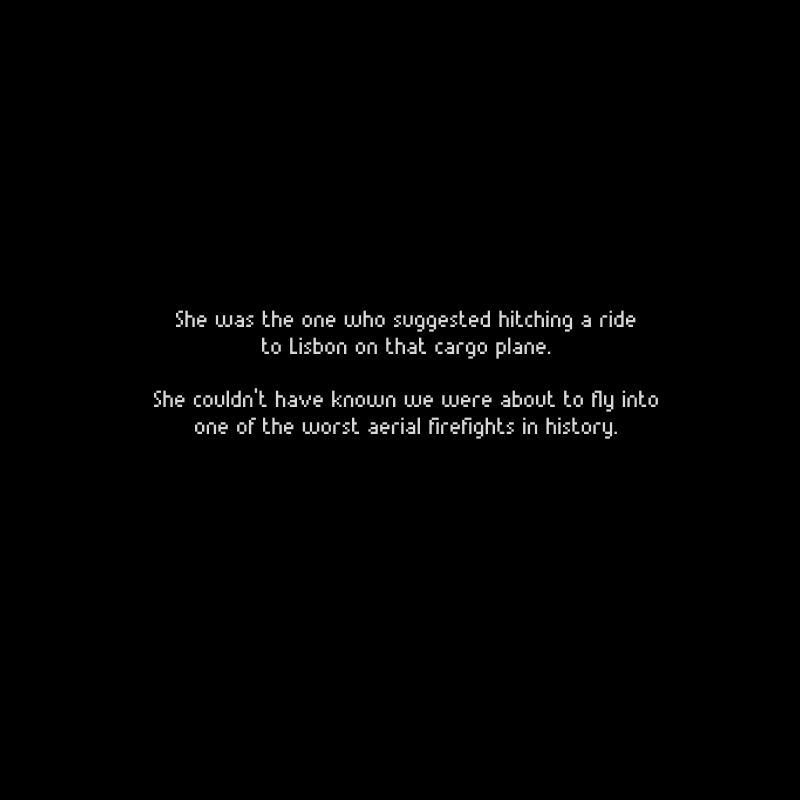 She was the one who suggested hitching a ride
to Lisbon on that cargo plane.
She couldn't have known we were about to fly into
one of the worst aerial firefights in history.